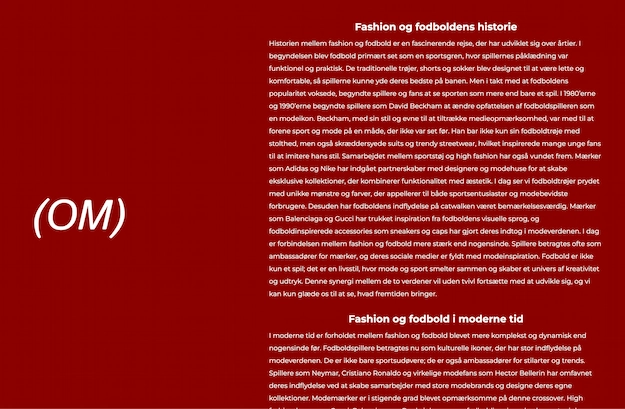 Fashion og fodboldens historie
Historien mellem fashion og fodbold er en fascinerende rejse, der har udviklet sig over årtier. I
begyndelsen blev fodbold primært set som en sportsgren, hvor spillernes påklædning var
funktionel og praktisk. De traditionelle trøjer, shorts og sokker blev designet til at være lette og
komfortable, så spillerne kunne yde deres bedste på banen. Men i takt med at fodboldens
popularitet voksede, begyndte spillere og fans at se sporten som mere end bare et spil. I 1980'erne
og 1990'erne begyndte spillere som David Beckham at ændre opfattelsen af fodboldspilleren som
en modeikon. Beckham, med sin stil og evne til at tiltrække medieopmærksomhed, var med til at
forene sport og mode på en måde, der ikke var set før. Han bar ikke kun sin fodboldtrøje med
stolthed, men også skræddersyede suits og trendy streetwear, hvilket inspirerede mange unge fans
til at imitere hans stil. Samarbejdet mellem sportstøj og high fashion har også vundet frem. Mærker
som Adidas og Nike har indgået partnerskaber med designere og modehuse for at skabe
eksklusive kollektioner, der kombinerer funktionalitet med æstetik. I dag ser vi fodboldtrøjer prydet
med unikke mønstre og farver, der appellerer til både sportsentusiaster og modebevidste
forbrugere. Desuden har fodboldens indflydelse på catwalken været bemærkelsesværdig. Mærker
som Balenciaga og Gucci har trukket inspiration fra fodboldens visuelle sprog, og
fodboldinspirerede accessories som sneakers og caps har gjort deres indtog i modeverdenen. I dag
er forbindelsen mellem fashion og fodbold mere stærk end nogensinde. Spillere betragtes ofte som
ambassadører for mærker, og deres sociale medier er fyldt med modeinspiration. Fodbold er ikke
kun et spil; det er en livsstil, hvor mode og sport smelter sammen og skaber et univers af kreativitet
og udtryk. Denne synergi mellem de to verdener vil uden tvivl fortsætte med at udvikle sig, og vi
kan kun glæde os til at se, hvad fremtiden bringer.
(OM)
Fashion og fodbold i moderne tid
I moderne tid er forholdet mellem fashion og fodbold blevet mere komplekst og dynamisk end
nogensinde før. Fodboldspillere betragtes nu som kulturelle ikoner, der har stor indflydelse på
modeverdenen. De er ikke bare sportsudøvere; de er også ambassadører for stilarter og trends.
Spillere som Neymar, Cristiano Ronaldo og virkelige modefans som Hector Bellerin har omfavnet
deres indflydelse ved at skabe samarbejder med store modebrands og designe deres egne
kollektioner. Modemærker er i stigende grad blevet opmærksomme på denne crossover. High